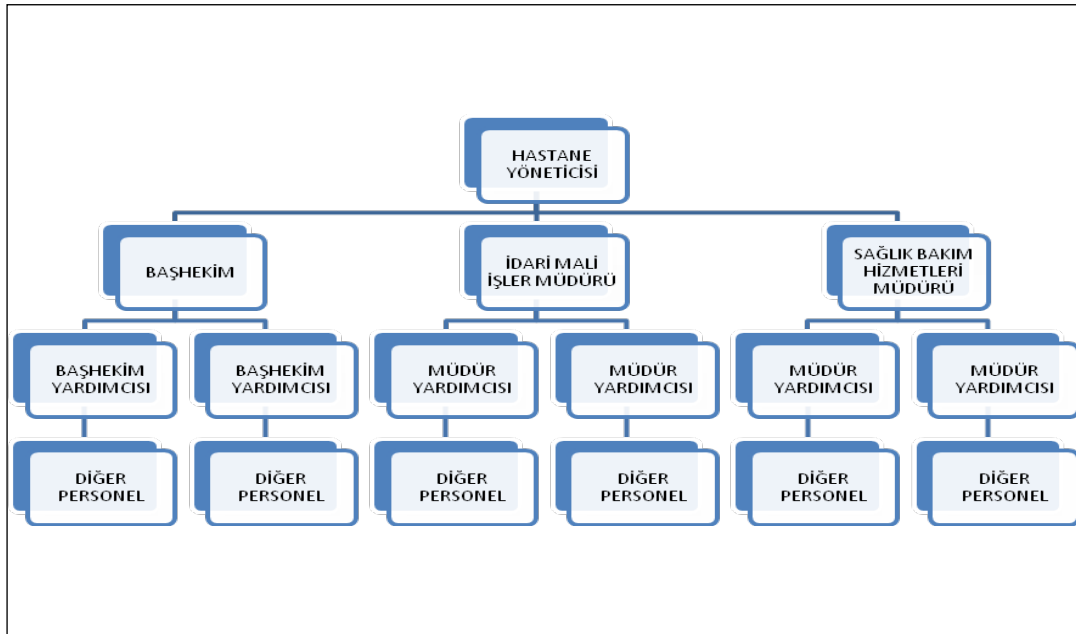 HASTANE
YÖNETİCİSİ
BAŞHEKİM
İDARİ MALİ
İŞLER MÜDÜRÜ
SAĞLIK BAKIM
HİZMETLERİ
MÜDÜRÜ
BAŞHEKİM
YARDIMCISI
BAŞHEKİM
YARDIMCISI
MÜDÜR
YARDIMCISI
MÜDÜR
YARDIMCISI
MÜDÜR
YARDIMCISI
MÜDÜR
YARDIMCISI
DİĞER
PERSONEL
DİĞER
PERSONEL
DİĞER
PERSONEL
DİĞER
PERSONEL
DİĞER
PERSONEL
DİĞER
PERSONEL